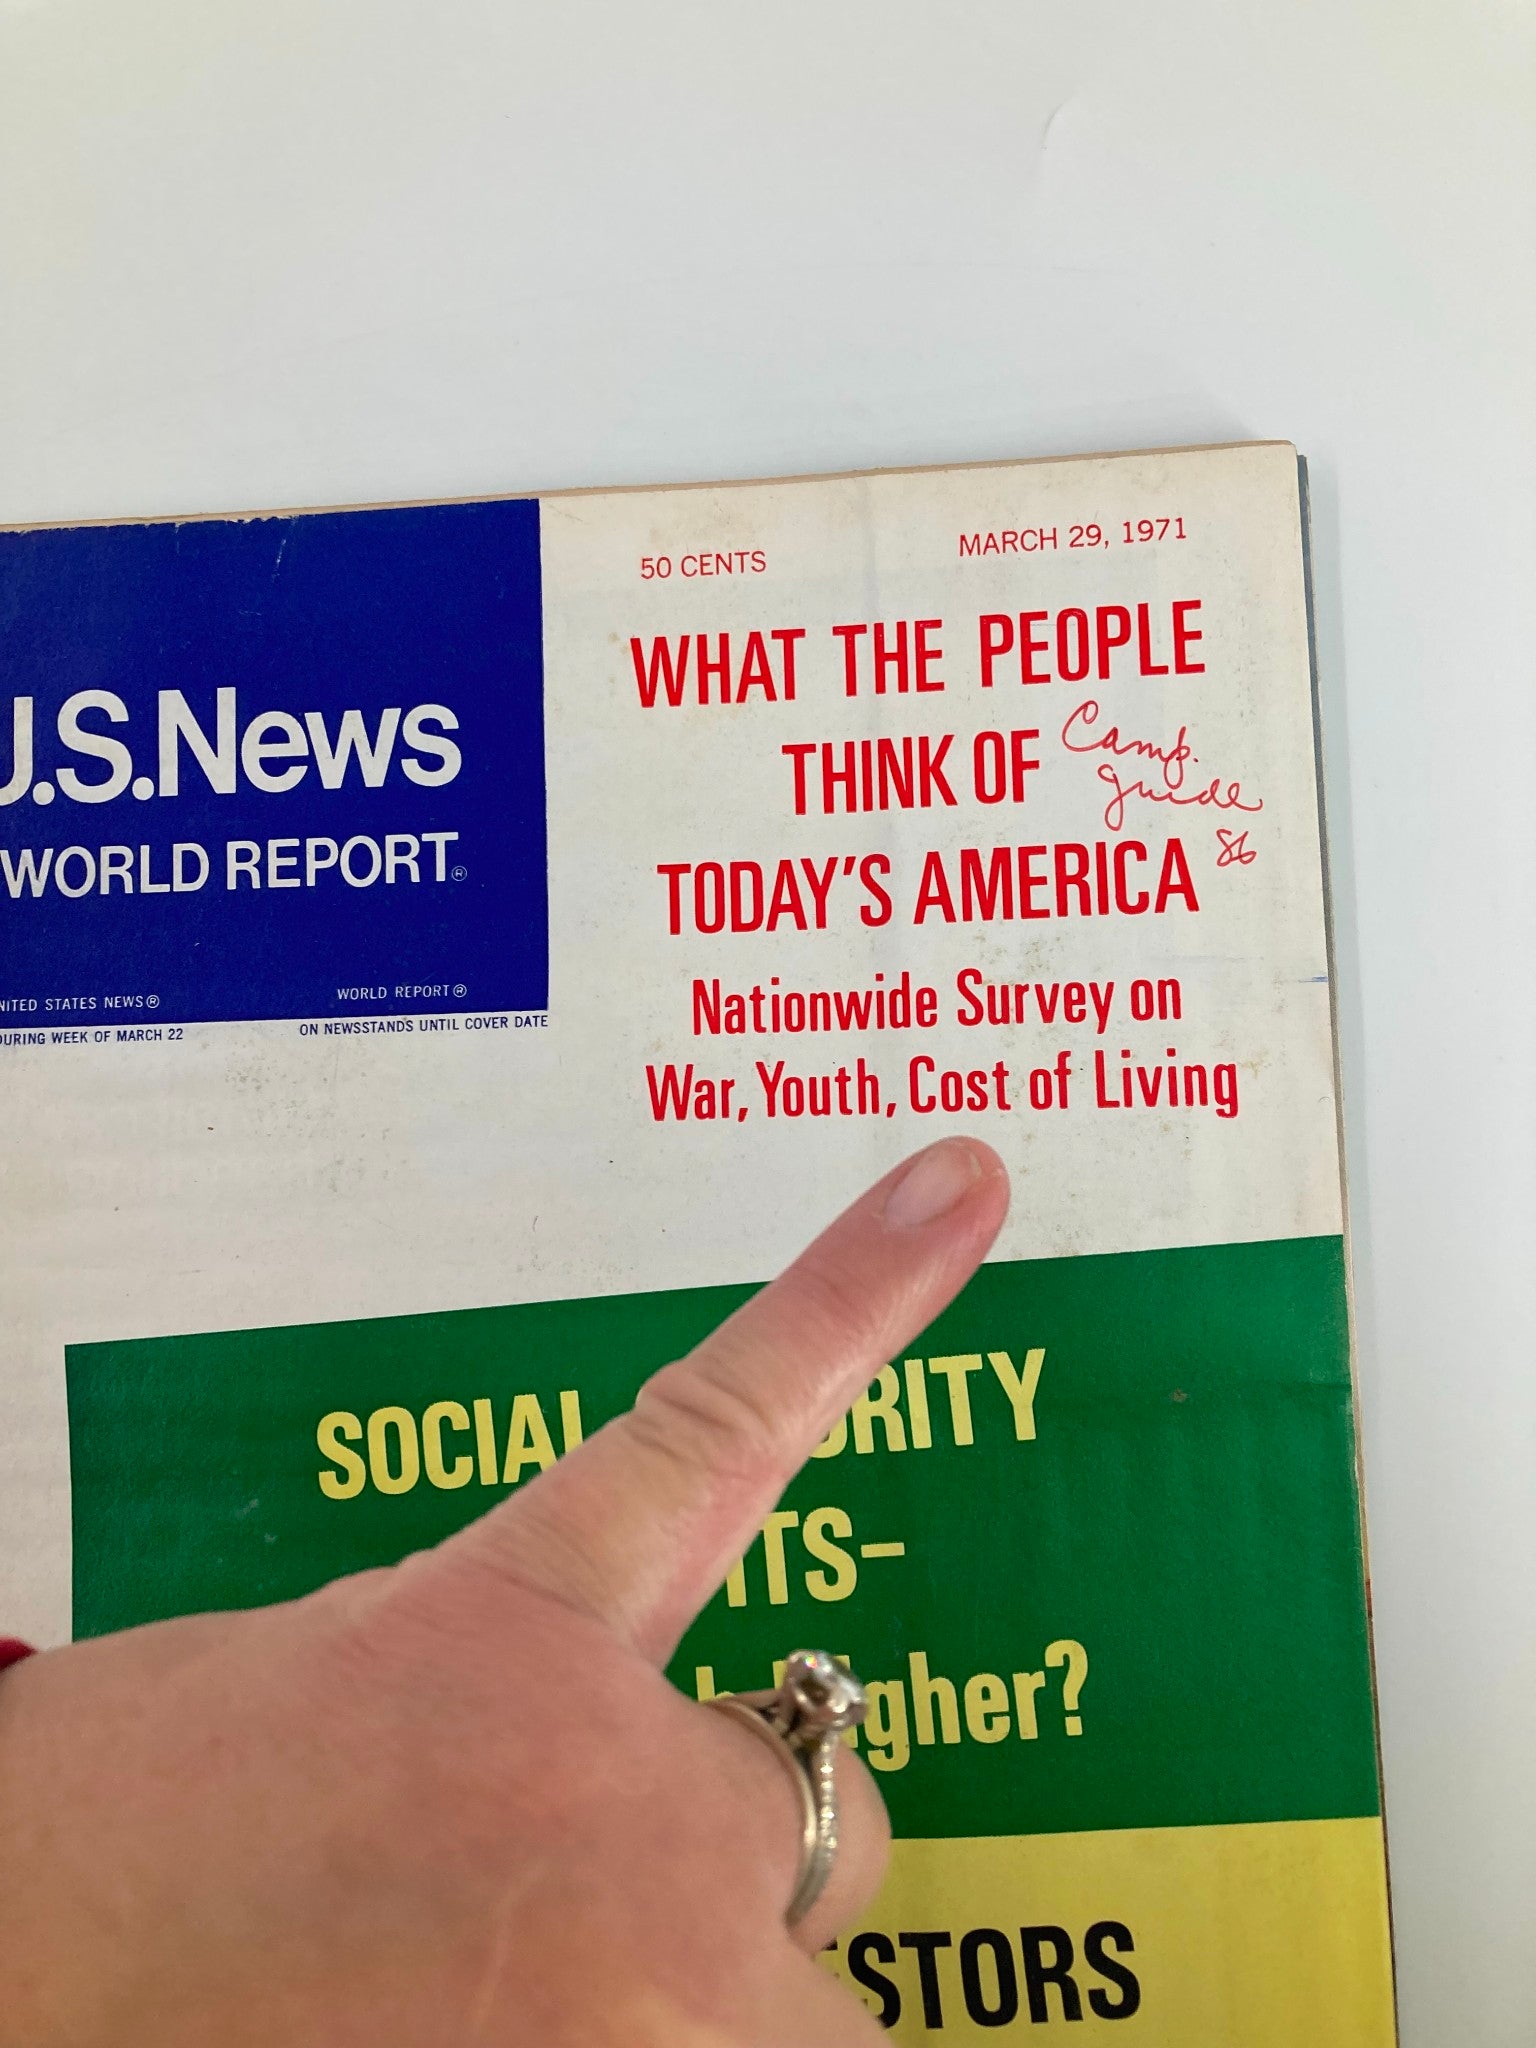 50 CENTS
MARCH 29, 1971
WHAT THE PEOPLE
THINK OF
Camp.
guide
86
TODAY'S AMERICA
Nationwide Survey on
War, Youth, Cost of Living
U.S.News
WORLD REPORT®
NITED STATES NEWS®
WORLD REPORT®
DURING WEEK OF MARCH 22
ON NEWSSTANDS UNTIL COVER DATE
SOCIAL RITY
TS-
gher?
STORS